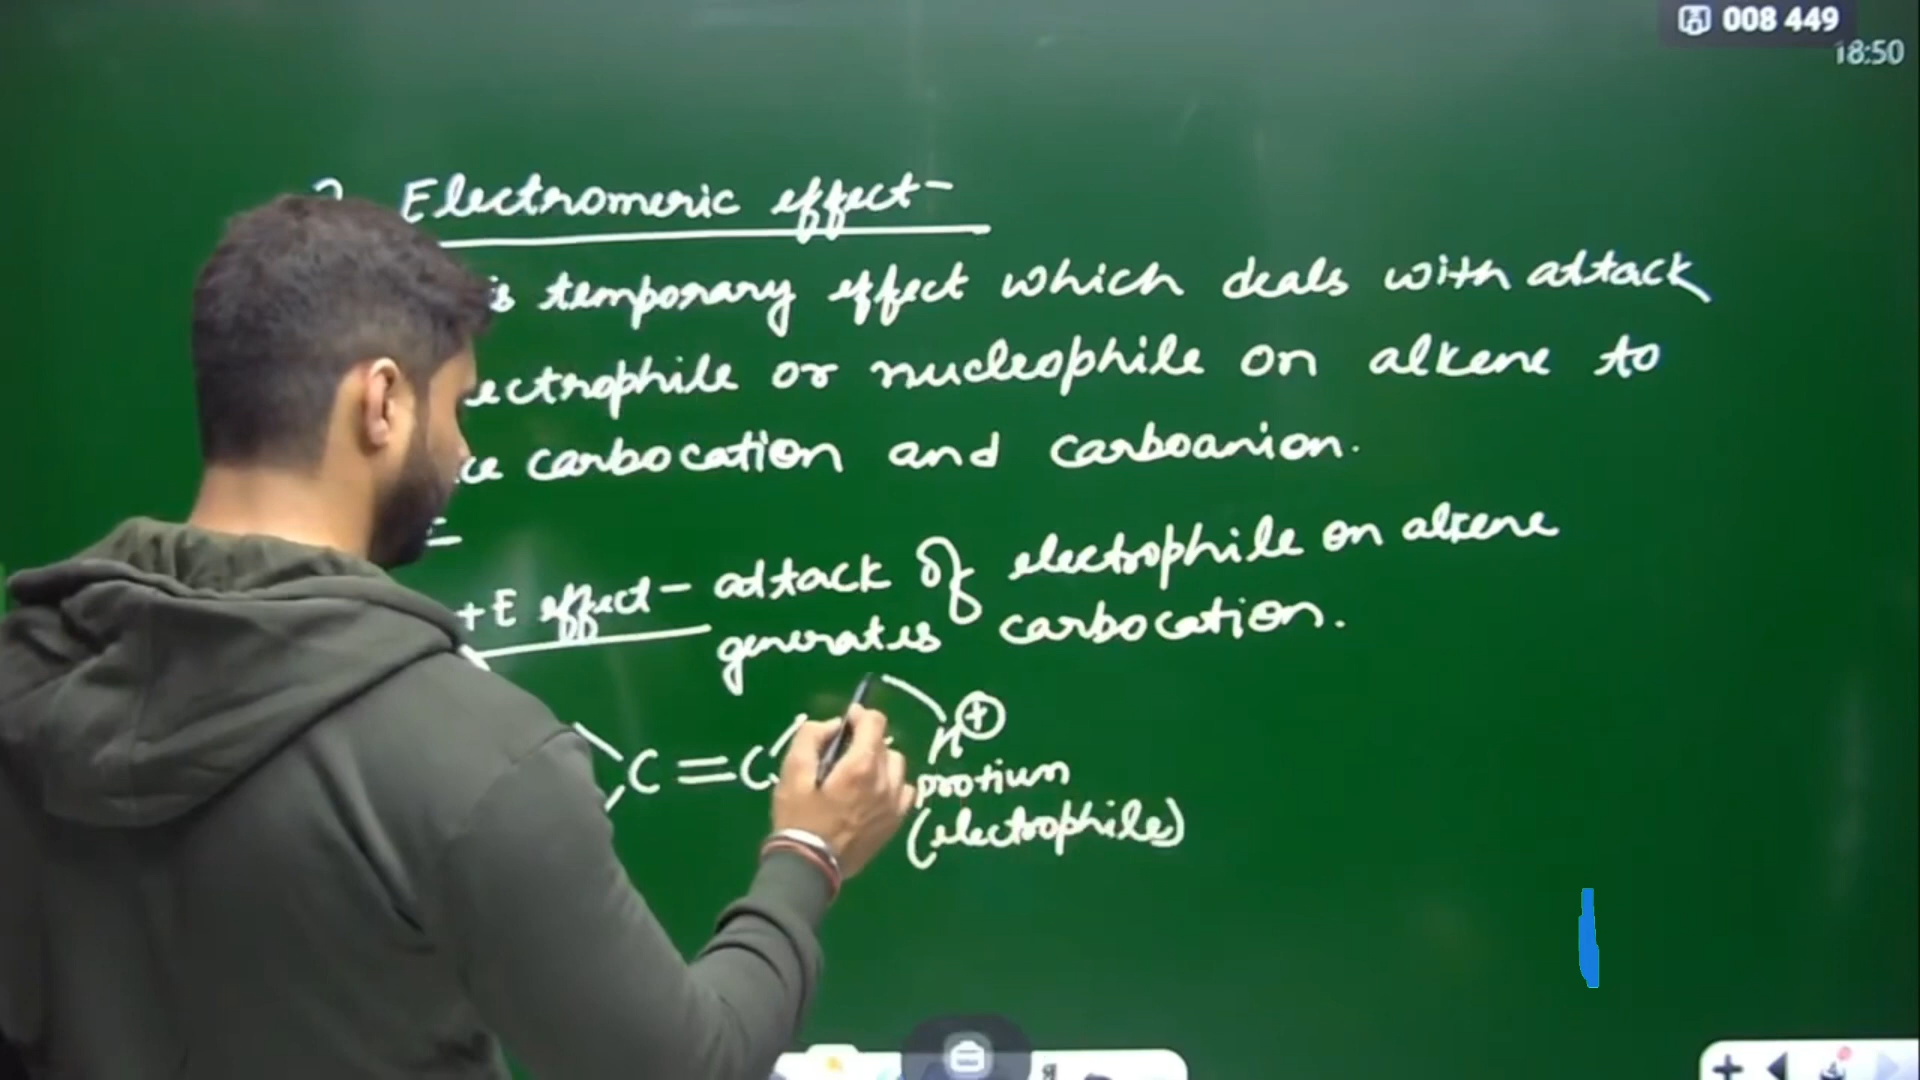 008 449
18:50
Electromeric effect-
is temporary effect which deals with attack
ectrophile or nucleophile on alkene to
ce carbocation and carboanion.
+E effect- attack of electrophile on alkene
generates carbocation.
C=C H⊕
protium
(electrophile)